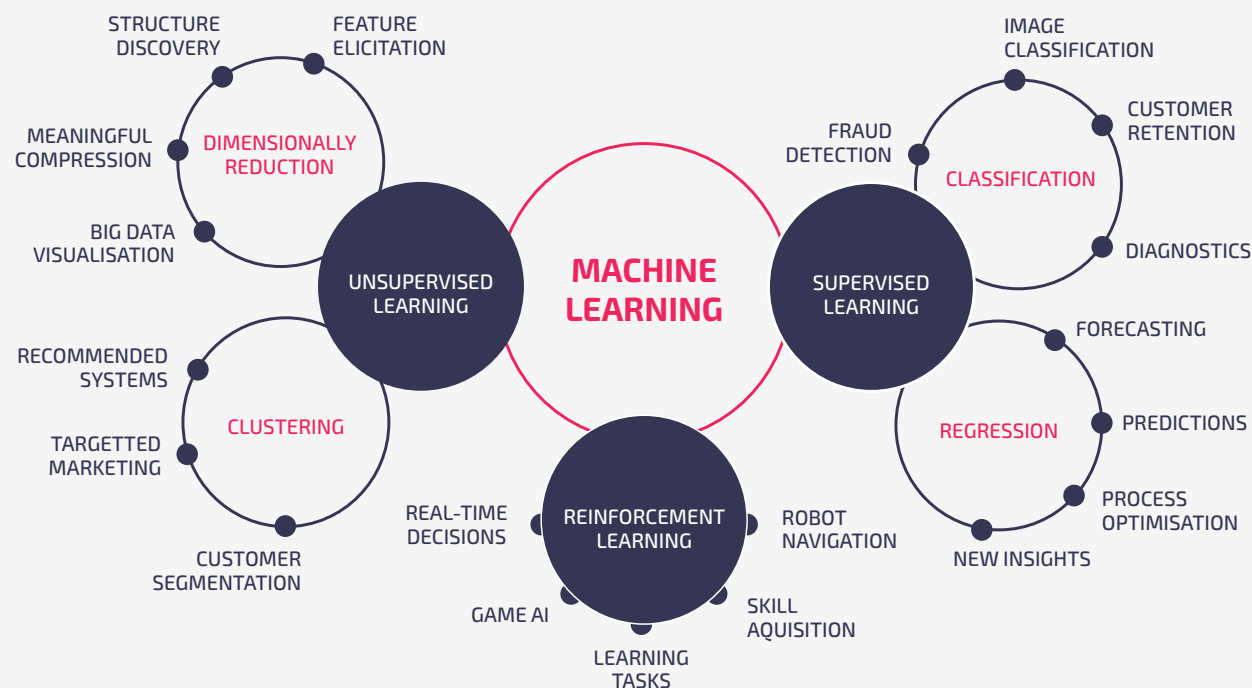 STRUCTURE
DISCOVERY
FEATURE
ELICITATION
MEANINGFUL
COMPRESSION
DIMENSIONALLY
REDUCTION
BIG DATA
VISUALISATION
UNSUPERVISED
LEARNING
RECOMMENDED
SYSTEMS
CLUSTERING
TARGETTED
MARKETING
CUSTOMER
SEGMENTATION
MACHINE
LEARNING
REINFORCEMENT
LEARNING
REAL-TIME
DECISIONS
GAME AI
LEARNING
TASKS
SKILL
AQUISITION
ROBOT
NAVIGATION
SUPERVISED
LEARNING
FRAUD
DETECTION
IMAGE
CLASSIFICATION
CUSTOMER
RETENTION
CLASSIFICATION
DIAGNOSTICS
FORECASTING
REGRESSION
PREDICTIONS
PROCESS
OPTIMISATION
NEW INSIGHTS